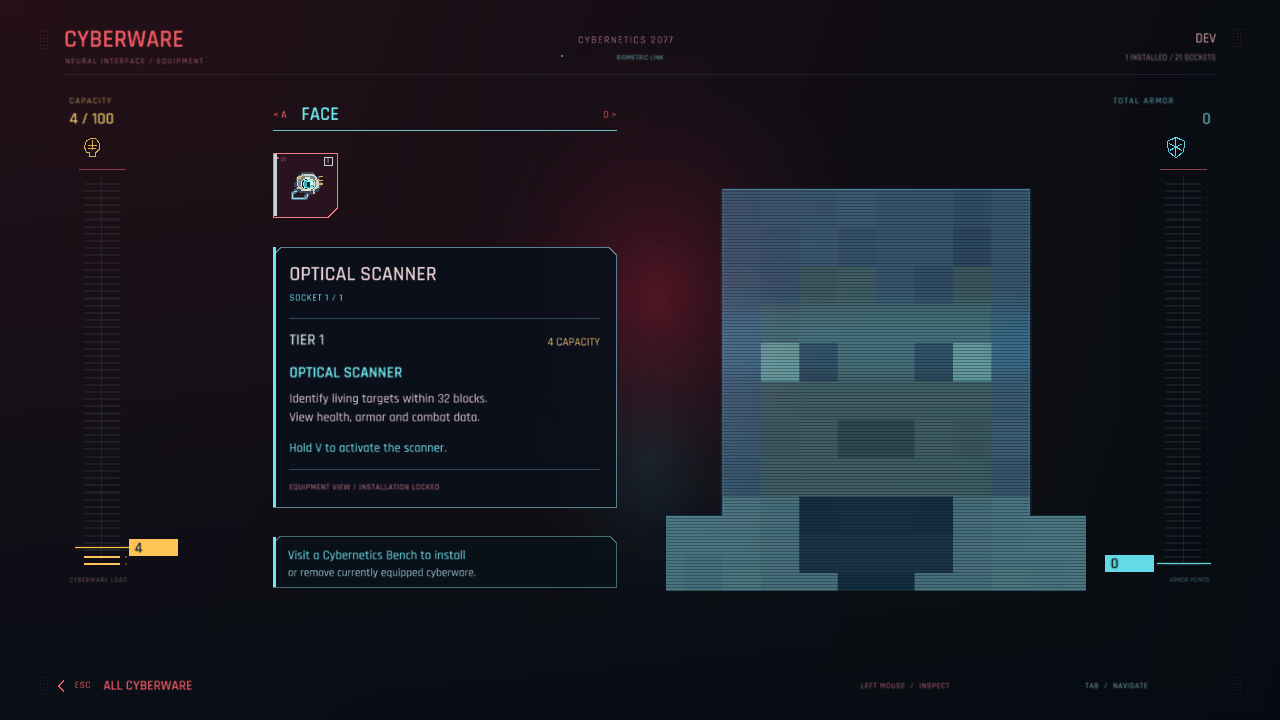 CYBERWARE
NEURAL INTERFACE / EQUIPMENT
CYBERNETICS 2077
BIOMETRIC LINK
DEV
1 INSTALLED / 21 SOCKETS
CAPACITY
4 / 100
< A FACE D >
TOTAL ARMOR
0
OPTICAL SCANNER
SOCKET 1 / 1
TIER 1
4 CAPACITY
OPTICAL SCANNER
Identify living targets within 32 blocks.
View health, armor and combat data.
Hold V to activate the scanner.
EQUIPMENT VIEW / INSTALLATION LOCKED
4
CYBERWARE LOAD
Visit a Cybernetics Bench to install
or remove currently equipped cyberware.
0
ARMOR POINTS
ESC ALL CYBERWARE
LEFT MOUSE / INSPECT
TAB / NAVIGATE